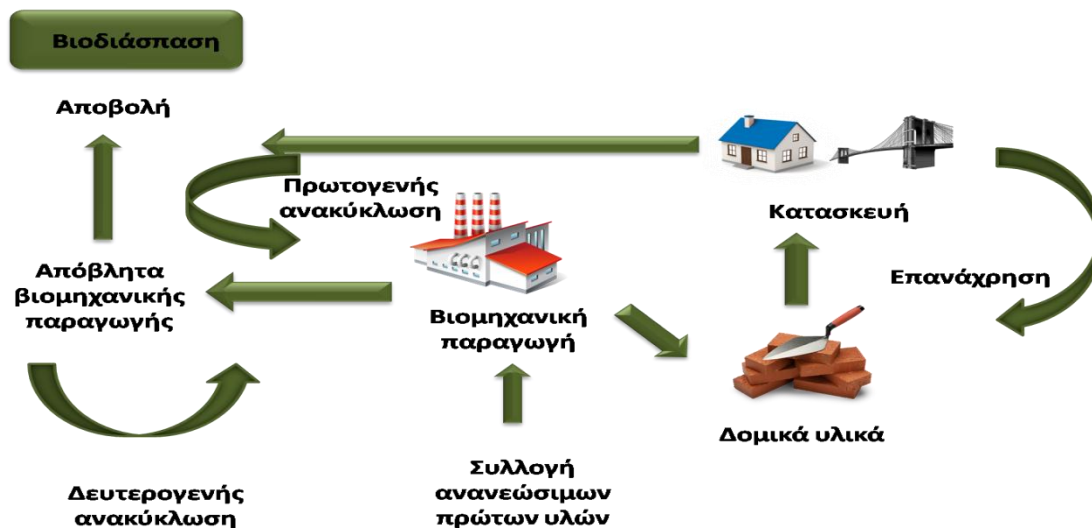 Βιοδιάσπαση
Αποβολή
Πρωτογενής
ανακύκλωση
Κατασκευή
Απόβλητα
βιομηχανικής
παραγωγής
Επανάχρηση
Βιομηχανική
παραγωγή
Δομικά υλικά
Συλλογή
ανανεώσιμων
πρώτων υλών
Δευτερογενής
ανακύκλωση